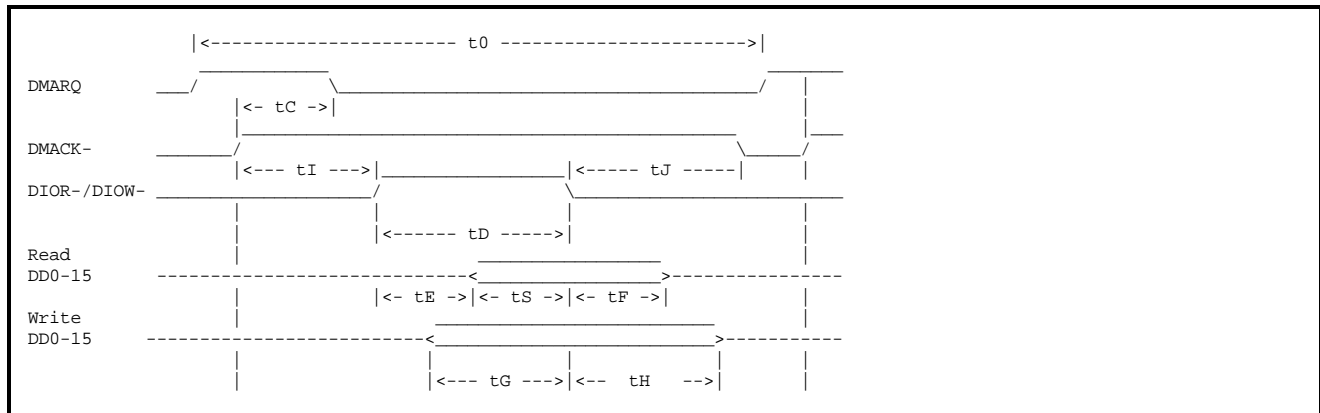 |<----------------------- t0 ----------------------->|
DMARQ
|<- tC ->|
DMACK-
|<--- tI --->| |<----- tJ -----|
DIOR-/DIOW-
|<------ tD ----->|
Read
DD0-15 -----------------------------< >----------------
|<- tE ->|<- tS ->|<- tF ->|
Write
DD0-15 --------------------------< >-----------
|<--- tG --->|<-- tH -->|